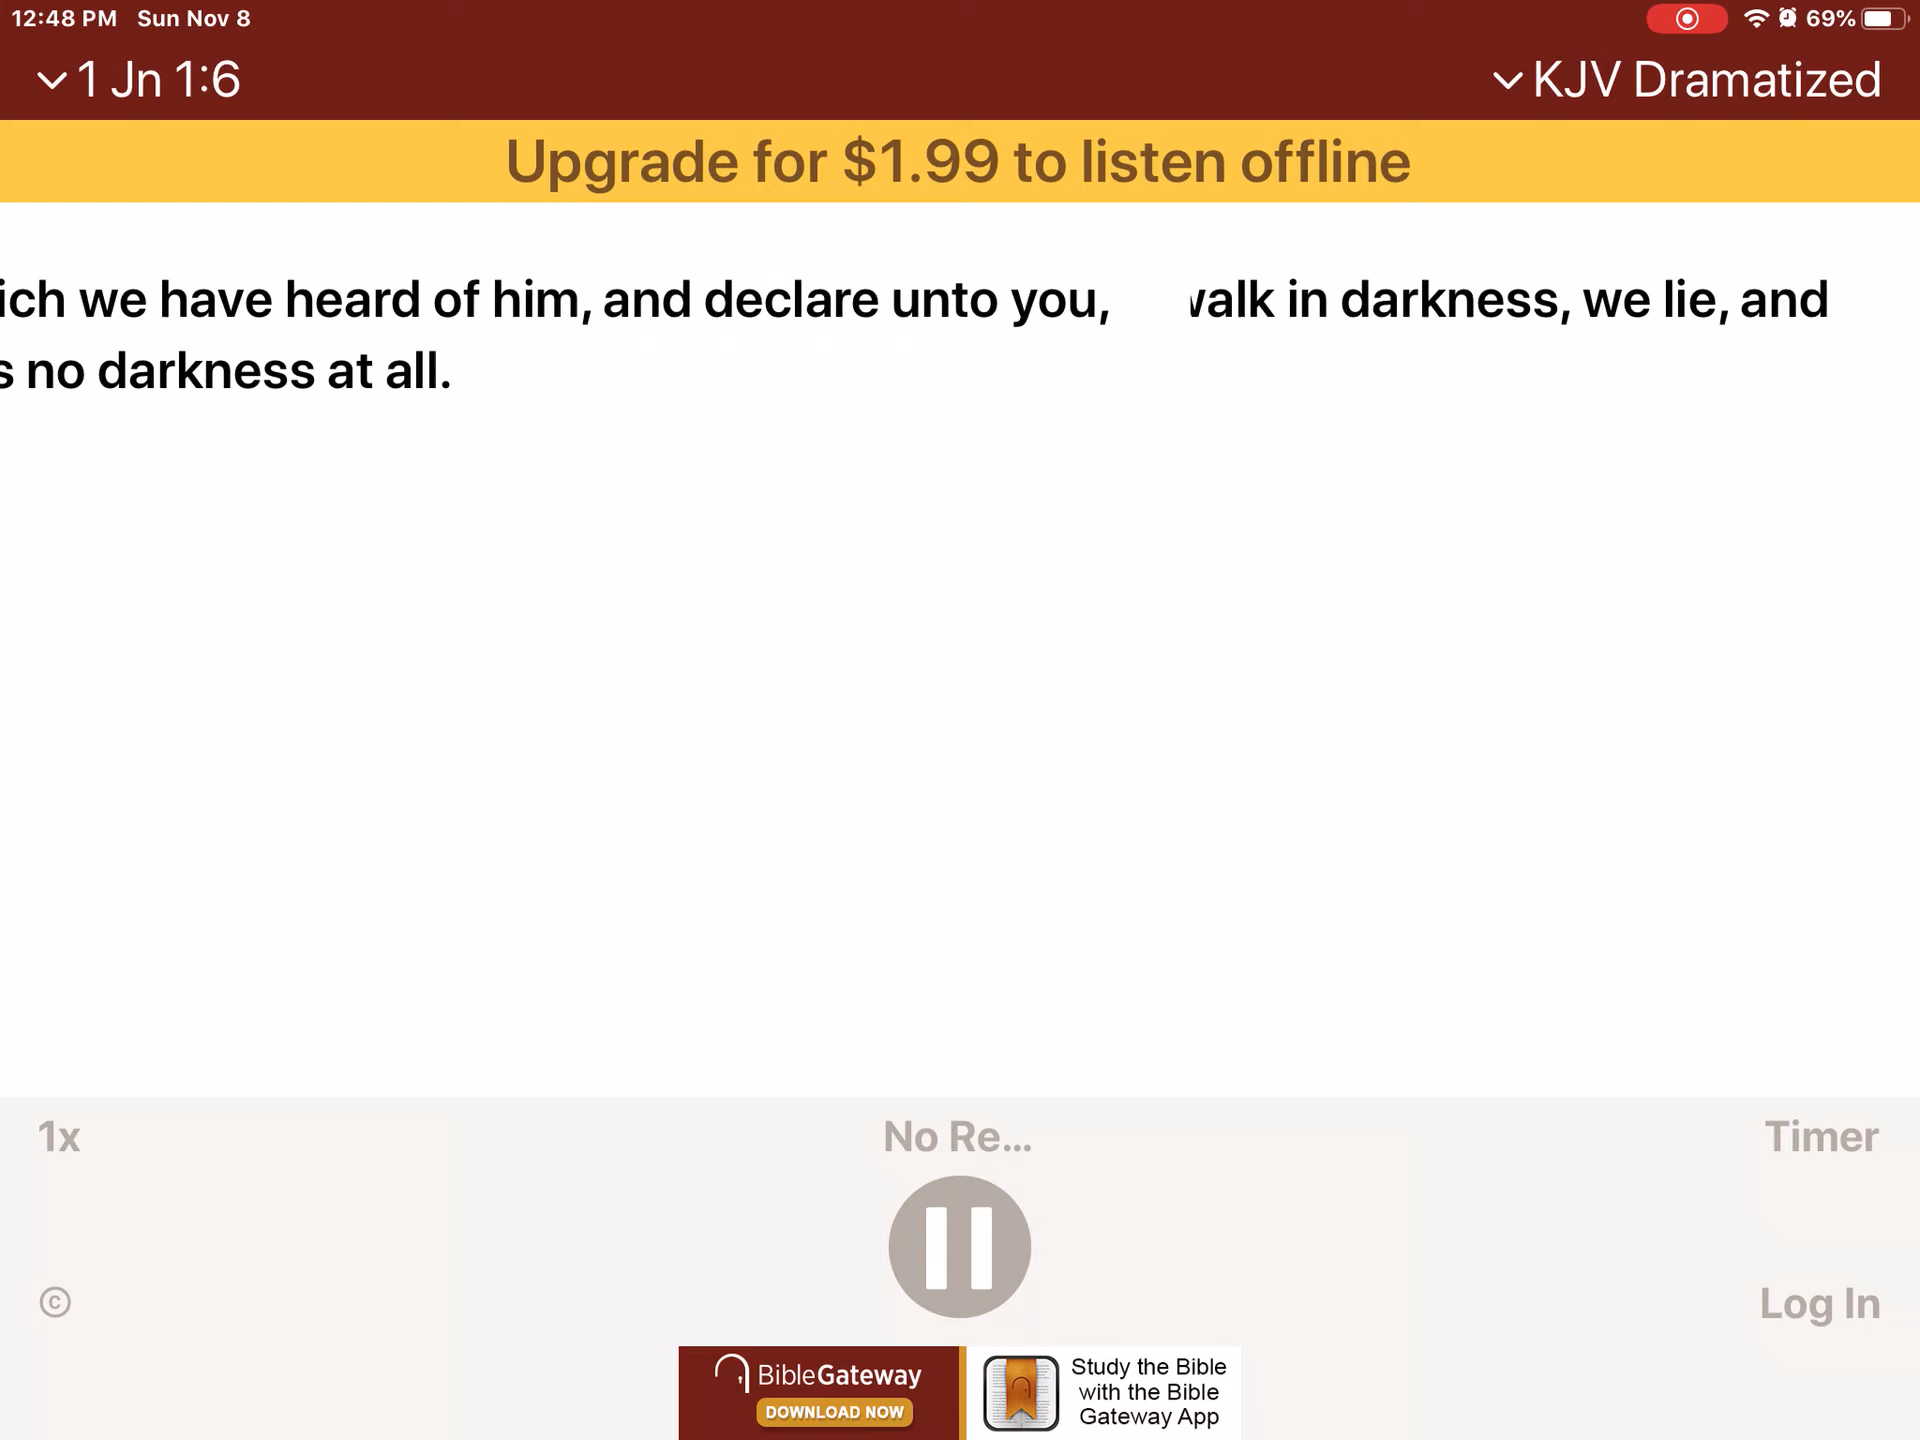 12:48 PM Sun Nov 8 69%
1 Jn 1:6 KJV Dramatized
Upgrade for $1.99 to listen offline
ich we have heard of him, and declare unto you, walk in darkness, we lie, and
s no darkness at all.
1x No Re... Timer
© Log In
BibleGateway
DOWNLOAD NOW
Study the Bible
with the Bible
Gateway App